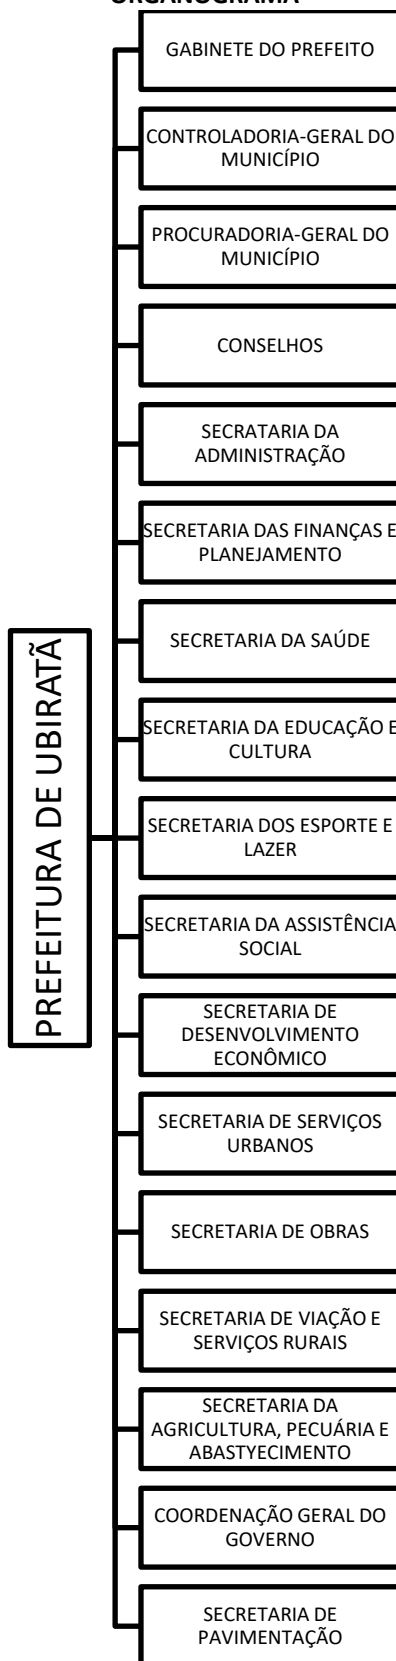 ORGANOGRAMA
GABINETE DO PREFEITO
CONTROLADORIA-GERAL DO
MUNICÍPIO
PROCURADORIA-GERAL DO
MUNICÍPIO
CONSELHOS
SECRATARIA DA
ADMINISTRAÇÃO
SECRETARIA DAS FINANÇAS E
PLANEJAMENTO
SECRETARIA DA SAÚDE
SECRETARIA DA EDUCAÇÃO E
CULTURA
SECRETARIA DOS ESPORTE E
LAZER
SECRETARIA DA ASSISTÊNCIA
SOCIAL
SECRETARIA DE
DESENVOLVIMENTO
ECONÔMICO
SECRETARIA DE SERVIÇOS
URBANOS
SECRETARIA DE OBRAS
SECRETARIA DE VIAÇÃO E
SERVIÇOS RURAIS
SECRETARIA DA
AGRICULTURA, PECUÁRIA E
ABASTYECIMENTO
COORDENAÇÃO GERAL DO
GOVERNO
SECRETARIA DE
PAVIMENTAÇÃO
PREFEITURA DE UBIRATÃ